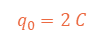 q₀ = 2 C